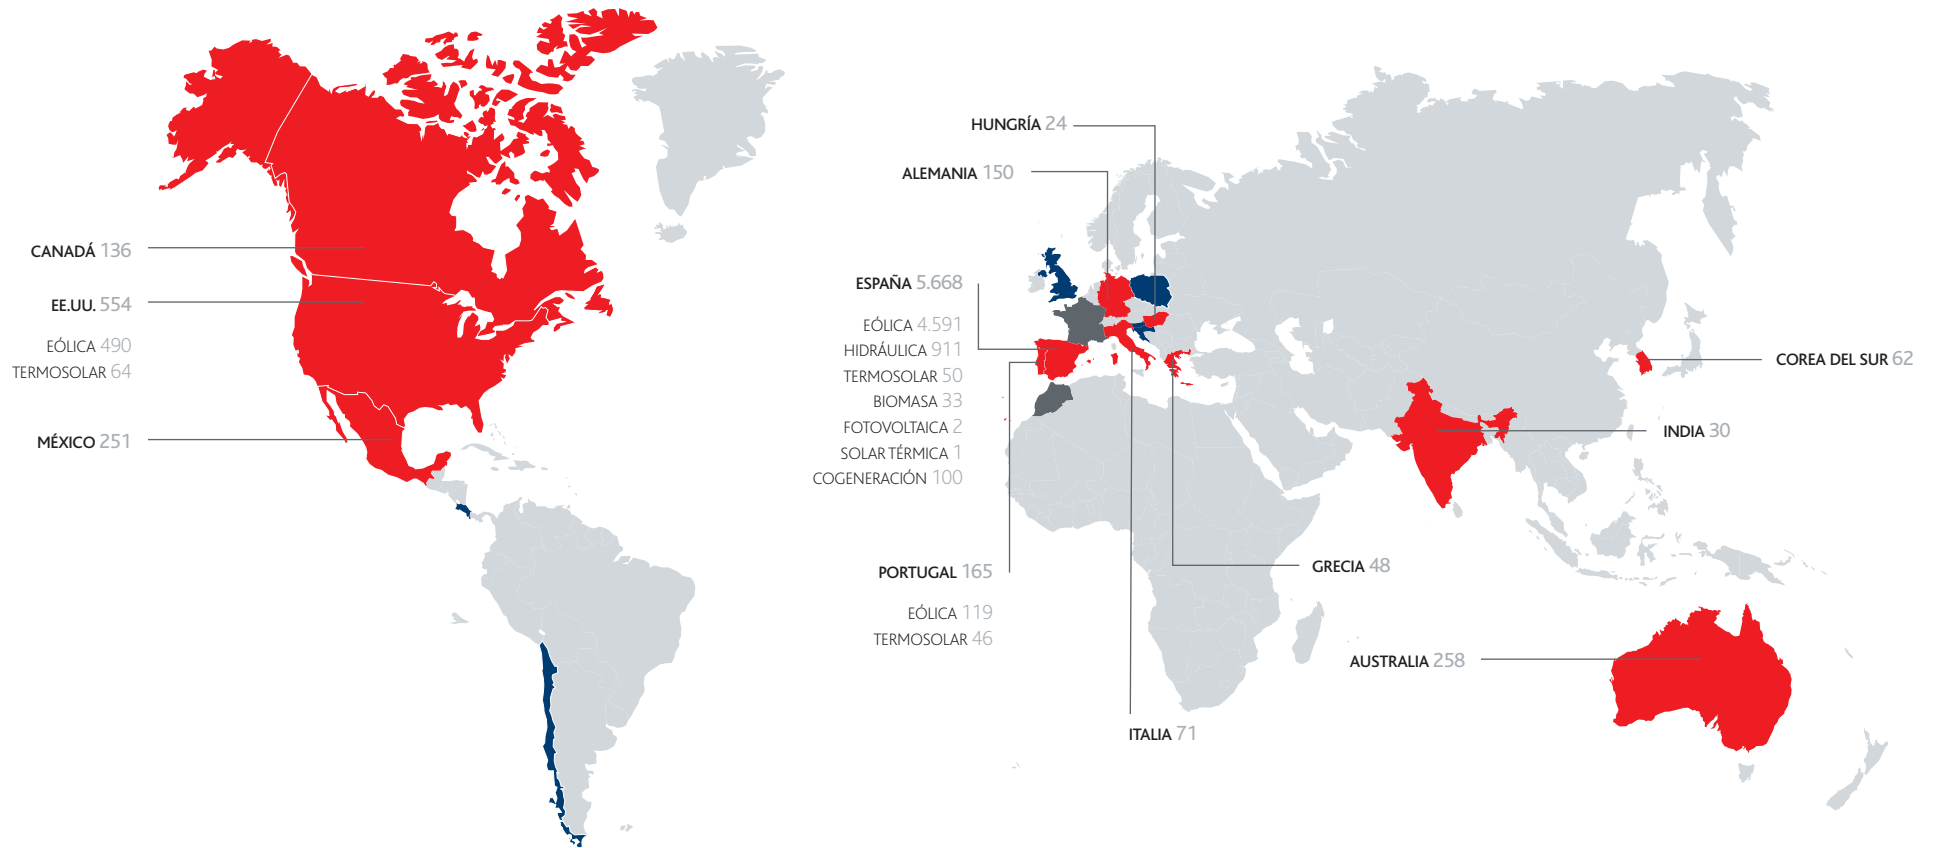 CANADÁ 136
EE.UU. 554
EÓLICA 490
TERMOSOLAR 64
MÉXICO 251
HUNGRÍA 24
ALEMANIA 150
ESPAÑA 5.668
EÓLICA 4.591
HIDRÁULICA 911
TERMOSOLAR 50
BIOMASA 33
FOTOVOLTAICA 2
SOLAR TÉRMICA 1
COGENERACIÓN 100
PORTUGAL 165
EÓLICA 119
TERMOSOLAR 46
ITALIA 71
GRECIA 48
COREA DEL SUR 62
INDIA 30
AUSTRALIA 258